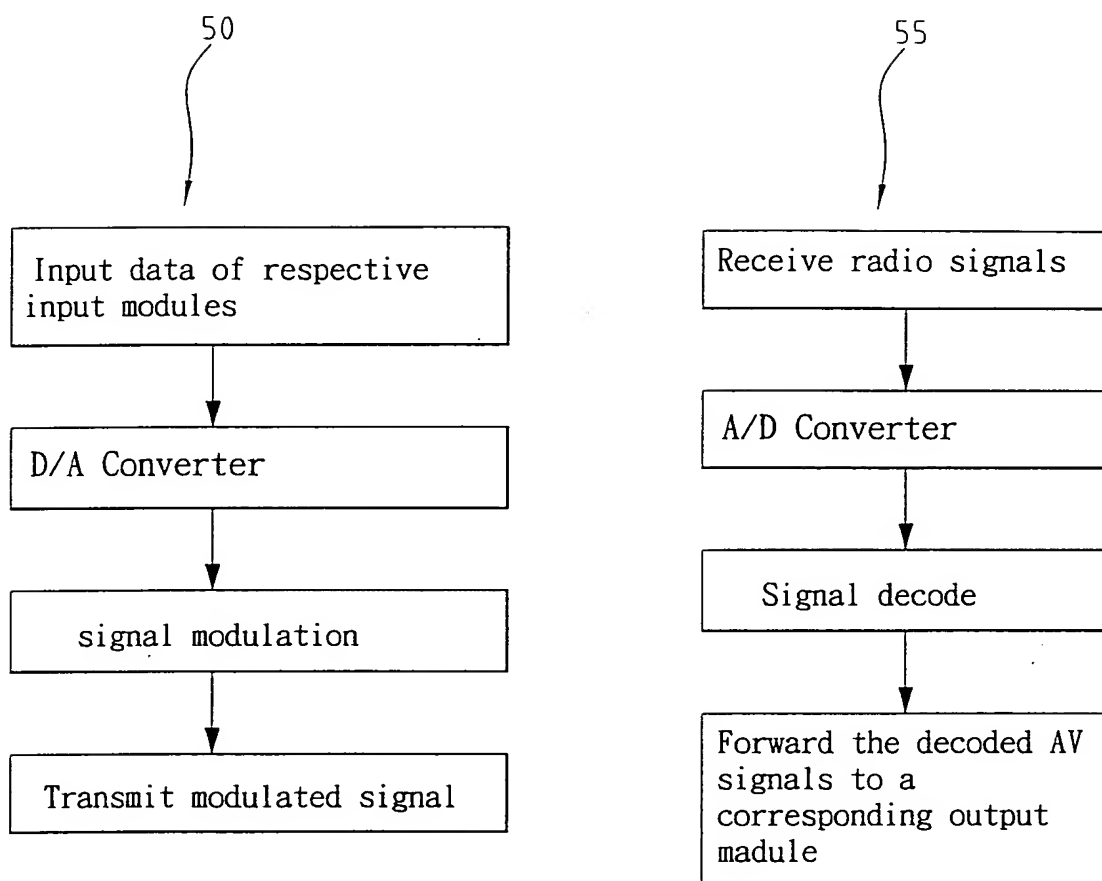 50
Input data of respective
input modules
D/A Converter
signal modulation
Transmit modulated signal
55
Receive radio signals
A/D Converter
Signal decode
Forward the decoded AV
signals to a
corresponding output
madule